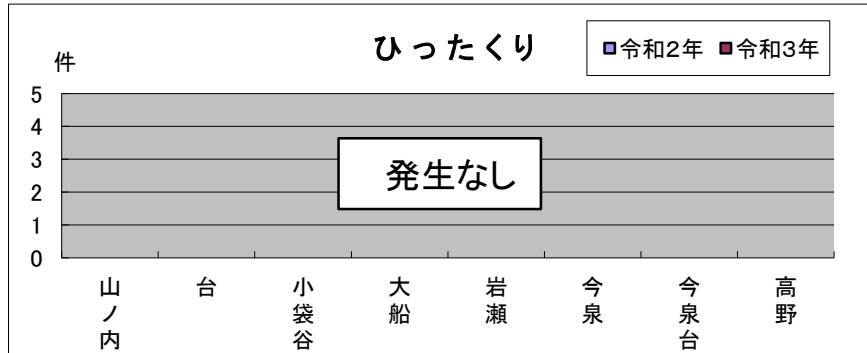 ひったくり
令和2年 令和3年
件
5
4
3
2
1
0
発生なし
山ノ内
台
小袋谷
大船
岩瀬
今泉
今泉台
高野